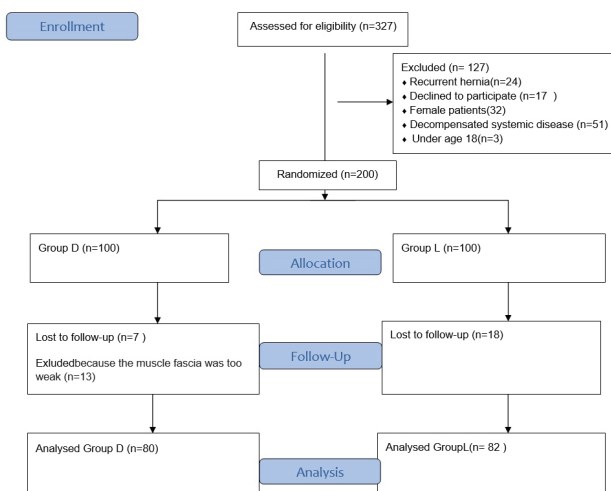 Enrollment
Assessed for eligibility (n=327)
Excluded (n= 127)
♦ Recurrent hernia(n=24)
♦ Declined to participate (n=17 )
♦ Female patients(32)
♦ Decompensated systemic disease (n=51)
♦ Under age 18(n=3)
Randomized (n=200)
Group D (n=100)
Allocation
Group L (n=100)
Lost to follow-up (n=7 )
Exludedbecause the muscle fascia was too
weak (n=13)
Follow-Up
Lost to follow-up (n=18)
Analysed Group D (n=80)
Analysis
Analysed GroupL(n= 82 )